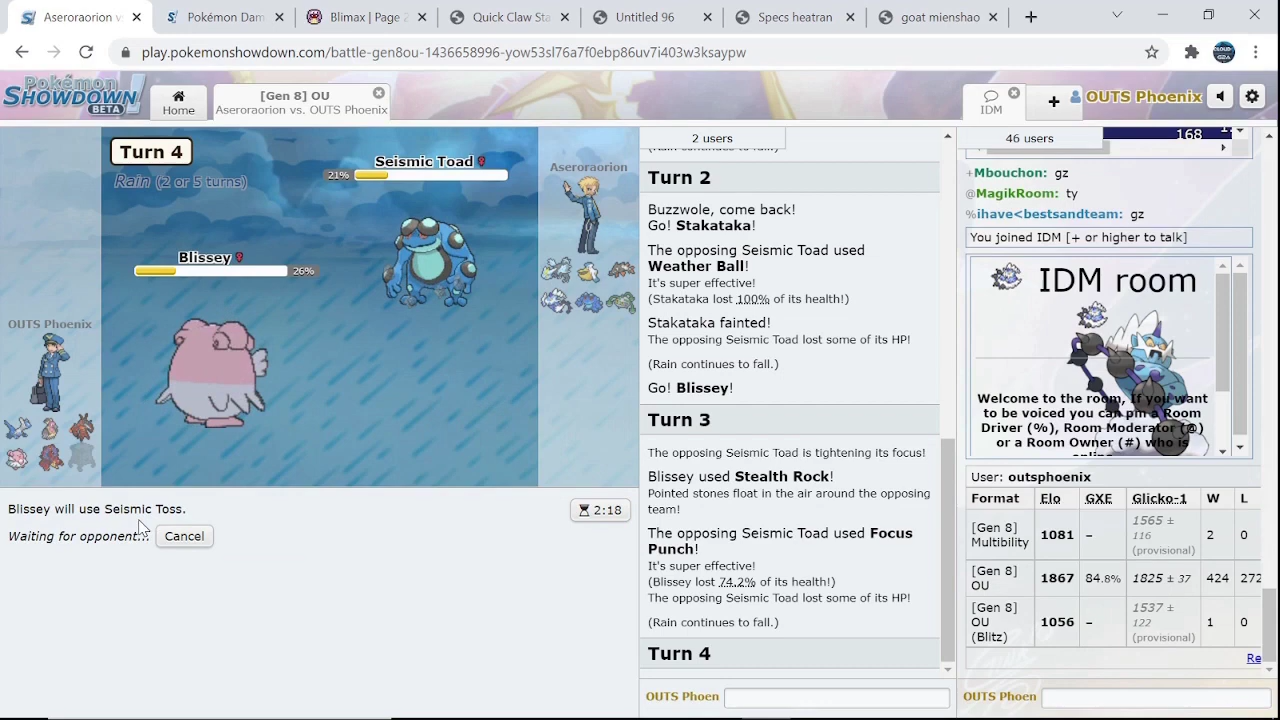 Aseroraorion vs
Pokémon Dam
Blimax | Page 2
Quick Claw Sta
Untitled 96
Specs heatran
goat mienshao
play.pokemonshowdown.com/battle-gen8ou-1436658996-yow53sl76a7f0ebp86uv7i403w3ksaypw
Pokémon
SHOWDOWN!
BETA
Home
[Gen 8] OU
Aseroraorion vs. OUTS Phoenix
IDM
OUTS Phoenix
Turn 4
Rain (2 or 5 turns)
Seismic Toad
21%
Blissey
26%
Aseroraorion
OUTS Phoenix
Blissey will use Seismic Toss.
2:18
Waiting for opponent...
Cancel
2 users
(Rain continues to fall.)
Turn 2
Buzzwole, come back!
Go! Stakataka!
The opposing Seismic Toad used
Weather Ball!
It's super effective!
(Stakataka lost 100% of its health!)
Stakataka fainted!
The opposing Seismic Toad lost some of its HP!
(Rain continues to fall.)
Go! Blissey!
Turn 3
The opposing Seismic Toad is tightening its focus!
Blissey used Stealth Rock!
Pointed stones float in the air around the opposing
team!
The opposing Seismic Toad used Focus
Punch!
It's super effective!
(Blissey lost 74.2% of its health!)
The opposing Seismic Toad lost some of its HP!
(Rain continues to fall.)
Turn 4
OUTS Phoen
46 users
168
+Mbouchon: gz
@MagikRoom: ty
%ihave<bestsandteam: gz
You joined IDM [+ or higher to talk]
IDM room
Welcome to the room, If you want
to be voiced you can pm a Room
Driver (%), Room Moderator (@)
or a Room Owner (#) who is
online
User: outsphoenix
Format Elo GXE Glicko-1 W L
[Gen 8] Multibility 1081 – 1565 ± 116 (provisional) 2 0
[Gen 8] OU 1867 84.8% 1825 ± 37 424 272
[Gen 8] OU (Blitz) 1056 – 1537 ± 122 (provisional) 1 0
Re
OUTS Phoen